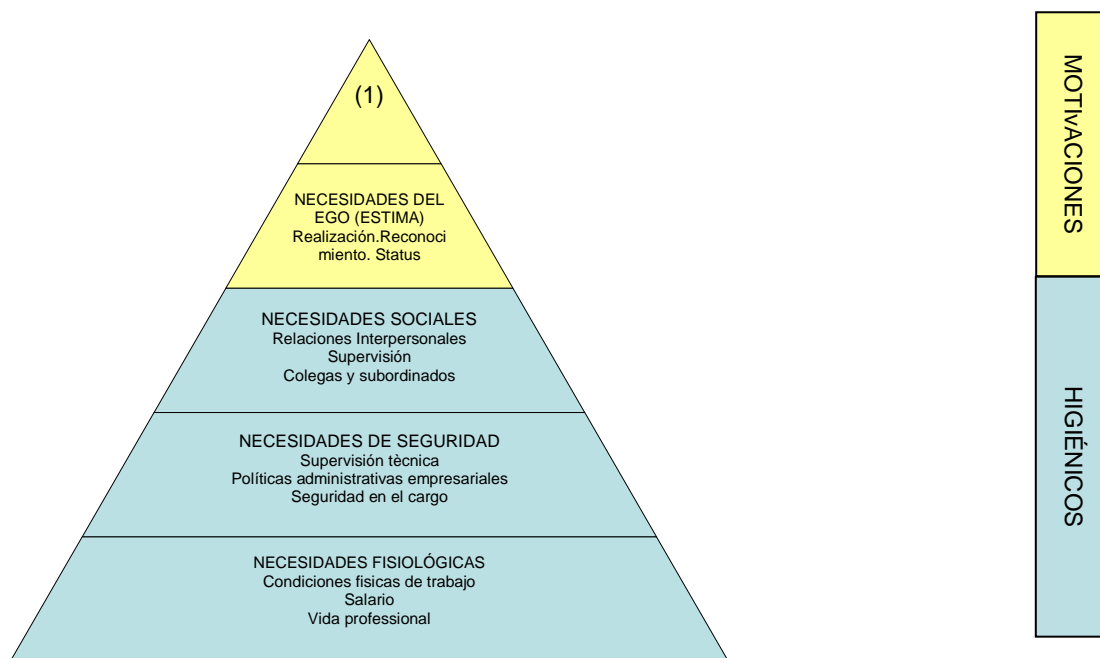 (1)
NECESIDADES DEL
EGO (ESTIMA)
Realización.Reconoci
miento. Status
NECESIDADES SOCIALES
Relaciones Interpersonales
Supervisión
Colegas y subordinados
NECESIDADES DE SEGURIDAD
Supervisión tècnica
Políticas administrativas empresariales
Seguridad en el cargo
NECESIDADES FISIOLÓGICAS
Condiciones fisicas de trabajo
Salario
Vida professional
MOTIvACIONES
HIGIÉNICOS